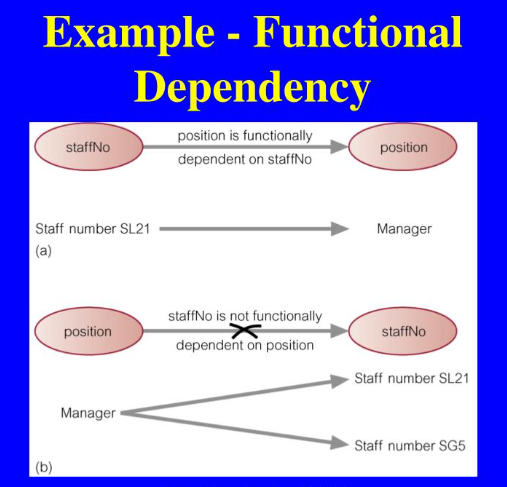 Example - Functional
Dependency
staffNo
position is functionally
dependent on staffNo
position
Staff number SL21
Manager
(a)
position
staffNo is not functionally
dependent on position
staffNo
Staff number SL21
Manager
Staff number SG5
(b)